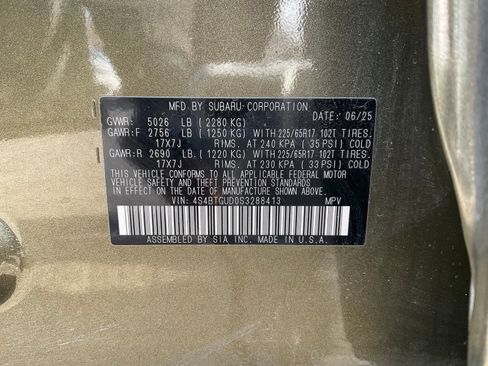 MFD. BY SUBARU CORPORATION DATE: 06/25
GVWR: 5026 LB ( 2280 KG)
GAWR:F 2756 LB ( 1250 KG) WITH 225/65R17 102T TIRES.
17X7J RIMS. AT 240 KPA ( 35 PSI) COLD
GAWR:R 2690 LB ( 1220 KG) WITH 225/65R17 102T TIRES.
17X7J RIMS. AT 230 KPA ( 33 PSI) COLD
THIS VEHICLE CONFORMS TO ALL APPLICABLE FEDERAL MOTOR
VEHICLE SAFETY AND THEFT PREVENTION STANDARDS
IN EFFECT ON THE DATE OF MANUFACTURE SHOWN ABOVE.
VIN: 4S4BTGUD0S3288413 MPV
ASSEMBLED BY SIA INC. MADE IN U.S.A.